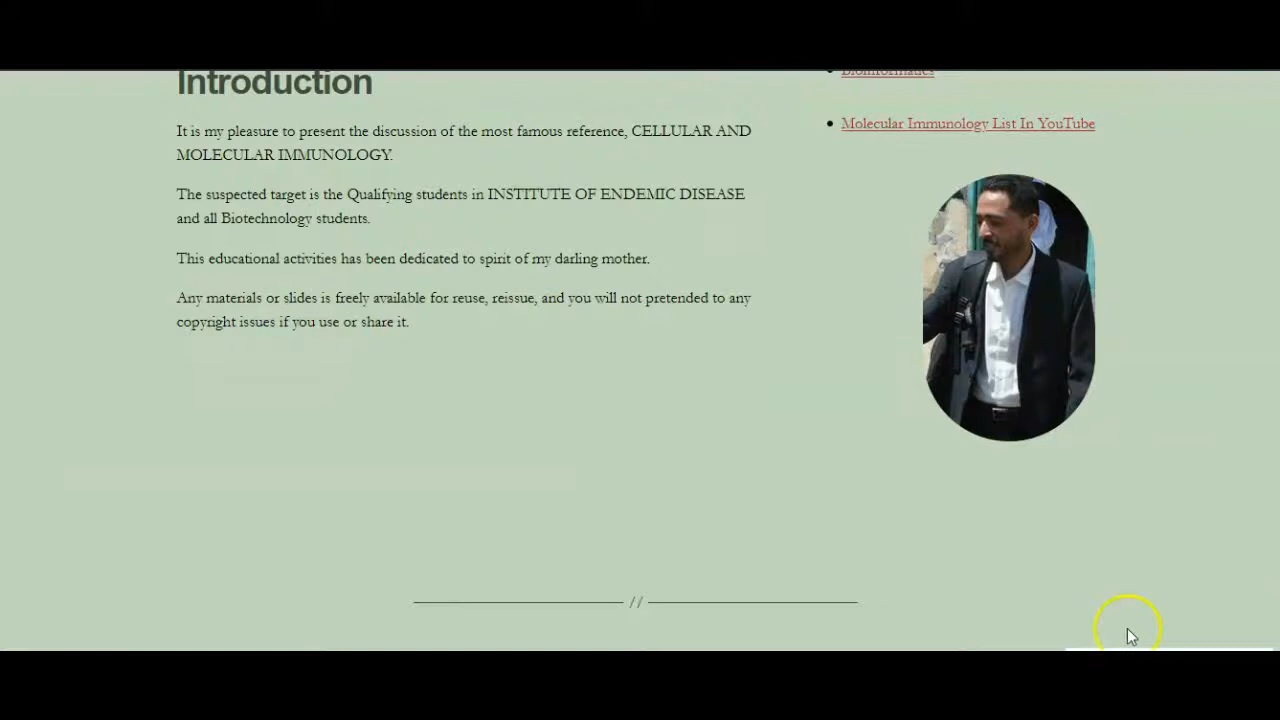 Introduction
It is my pleasure to present the discussion of the most famous reference, CELLULAR AND
MOLECULAR IMMUNOLOGY.
The suspected target is the Qualifying students in INSTITUTE OF ENDEMIC DISEASE
and all Biotechnology students.
This educational activities has been dedicated to spirit of my darling mother.
Any materials or slides is freely available for reuse, reissue, and you will not pretended to any
copyright issues if you use or share it.
//
Bioinformatics
Molecular Immunology List In YouTube